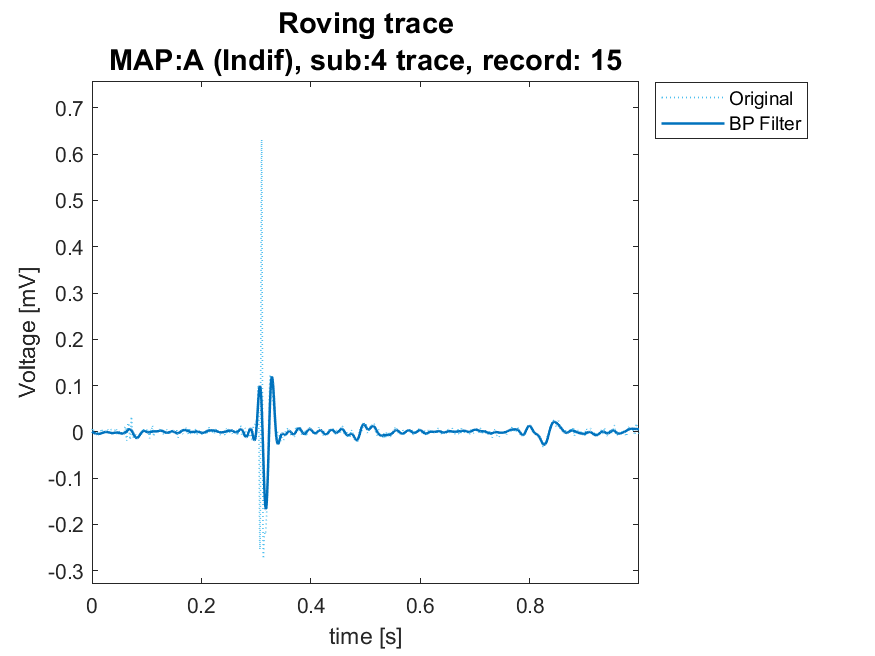 Roving trace
MAP:A (Indif), sub:4 trace, record: 15
Original
BP Filter
0.7
0.6
0.5
0.4
0.3
0.2
0.1
0
-0.1
-0.2
-0.3
Voltage [mV]
0
0.2
0.4
0.6
0.8
time [s]